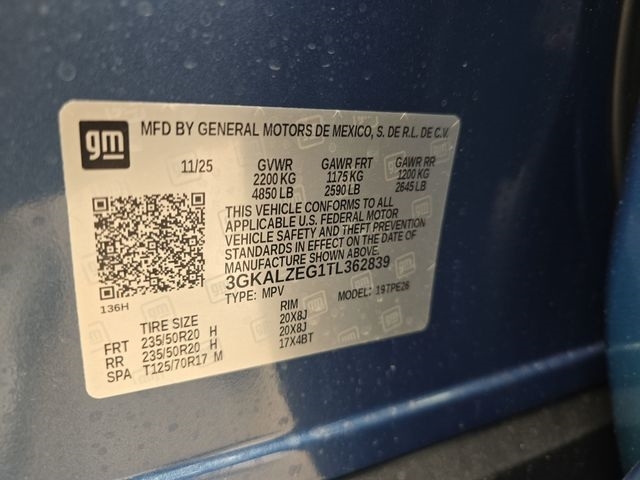 gm
MFD BY GENERAL MOTORS DE MEXICO, S. DE R.L. DE C.V.
11/25 GVWR GAWR FRT GAWR RR
2200 KG 1175 KG 1200 KG
4850 LB 2590 LB 2645 LB
THIS VEHICLE CONFORMS TO ALL
APPLICABLE U.S. FEDERAL MOTOR
VEHICLE SAFETY AND THEFT PREVENTION
STANDARDS IN EFFECT ON THE DATE OF
MANUFACTURE SHOWN ABOVE.
3GKALZEG1TL362839
136H TYPE: MPV MODEL: 19TPE26
TIRE SIZE RIM
FRT 235/50R20 H 20X8J
RR 235/50R20 H 20X8J
SPA T125/70R17 M 17X4BT